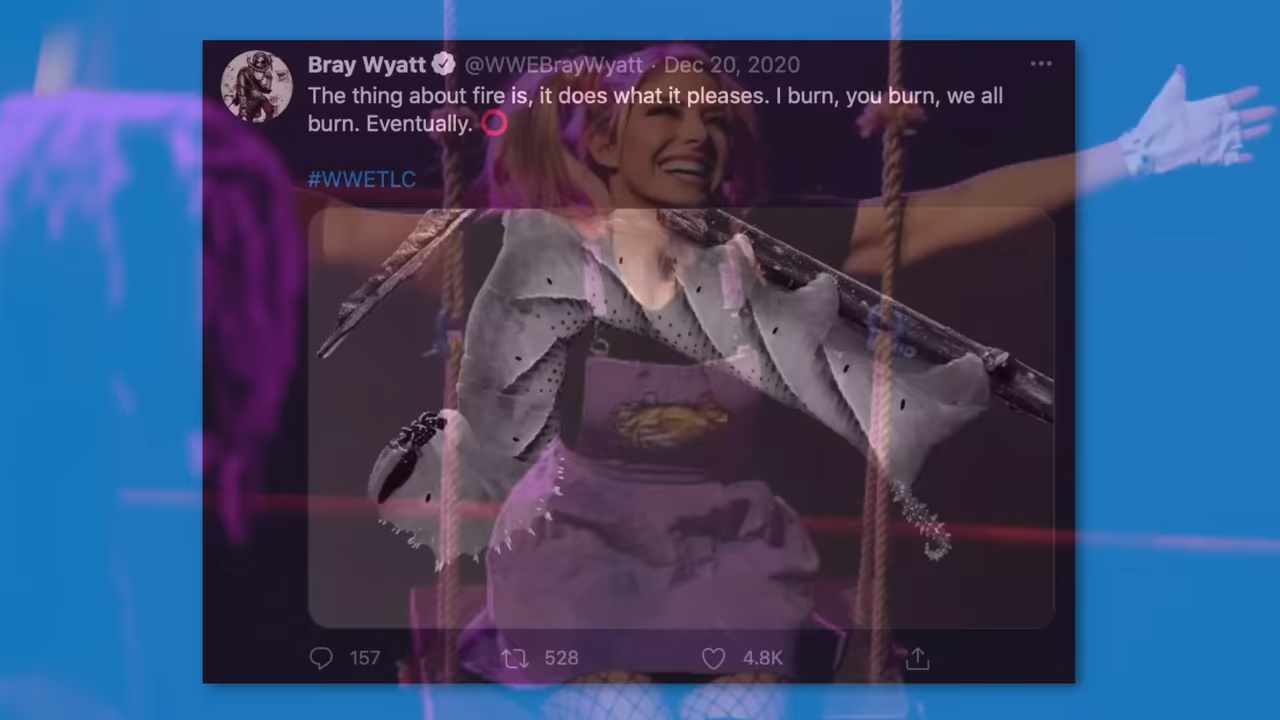 Bray Wyatt @WWEBrayWyatt · Dec 20, 2020
The thing about fire is, it does what it pleases. I burn, you burn, we all
burn. Eventually. ⭕
#WWETLC
157 528 4.8K